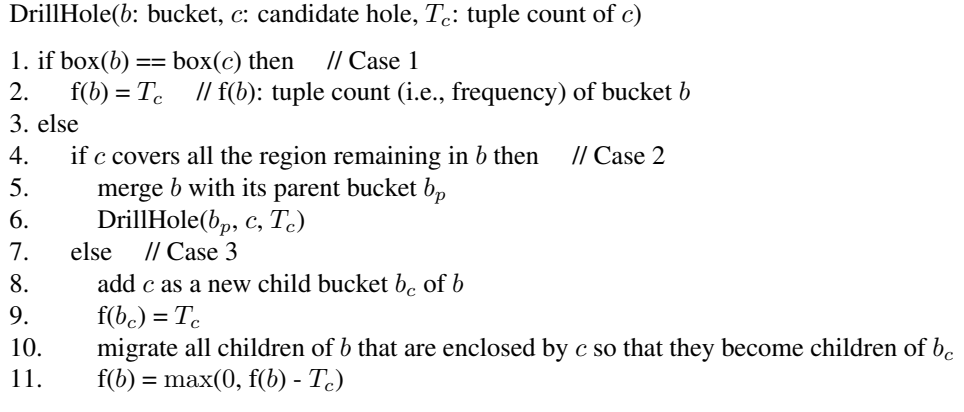 DrillHole(b: bucket, c: candidate hole, T_c: tuple count of c)
1. if box(b) == box(c) then // Case 1
2. f(b) = T_c // f(b): tuple count (i.e., frequency) of bucket b
3. else
4. if c covers all the region remaining in b then // Case 2
5. merge b with its parent bucket b_p
6. DrillHole(b_p, c, T_c)
7. else // Case 3
8. add c as a new child bucket b_c of b
9. f(b_c) = T_c
10. migrate all children of b that are enclosed by c so that they become children of b_c
11. f(b) = max(0, f(b) - T_c)